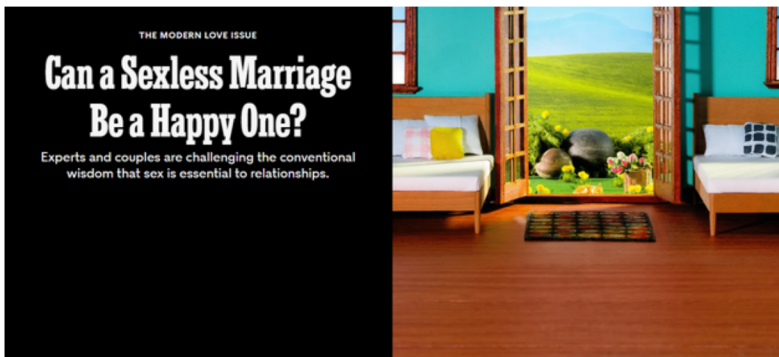 THE MODERN LOVE ISSUE
Can a Sexless Marriage
Be a Happy One?
Experts and couples are challenging the conventional
wisdom that sex is essential to relationships.